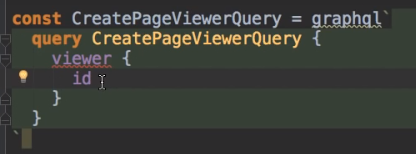 const CreatePageViewerQuery = graphql`
query CreatePageViewerQuery {
viewer {
id
}
}
`